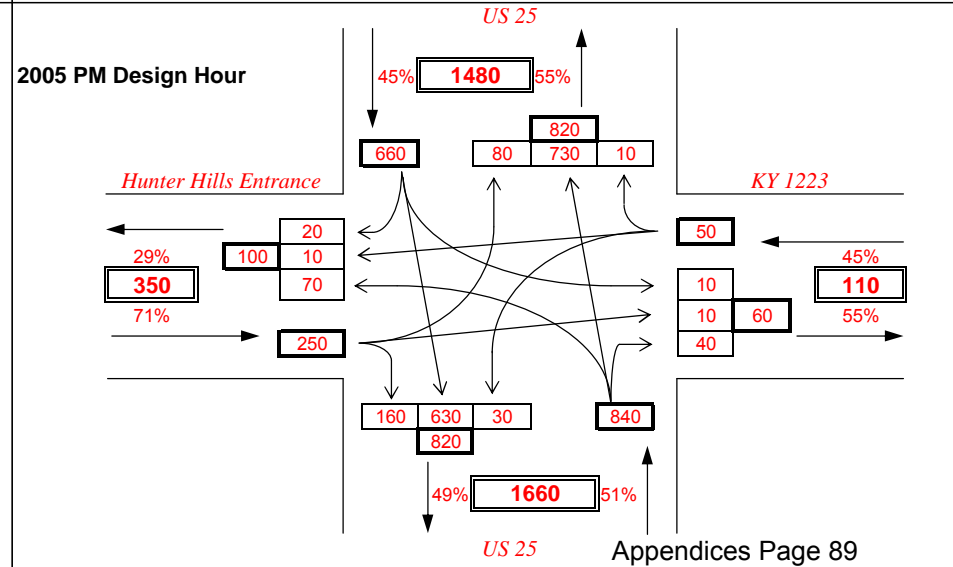 US 25
2005 PM Design Hour
45% 1480 55%
820
660 80 730 10
Hunter Hills Entrance KY 1223
20 50
29% 100 10 45%
350 70 10 110
71% 10 60 55%
250 40
160 630 30 840
820
49% 1660 51%
US 25 Appendices Page 89